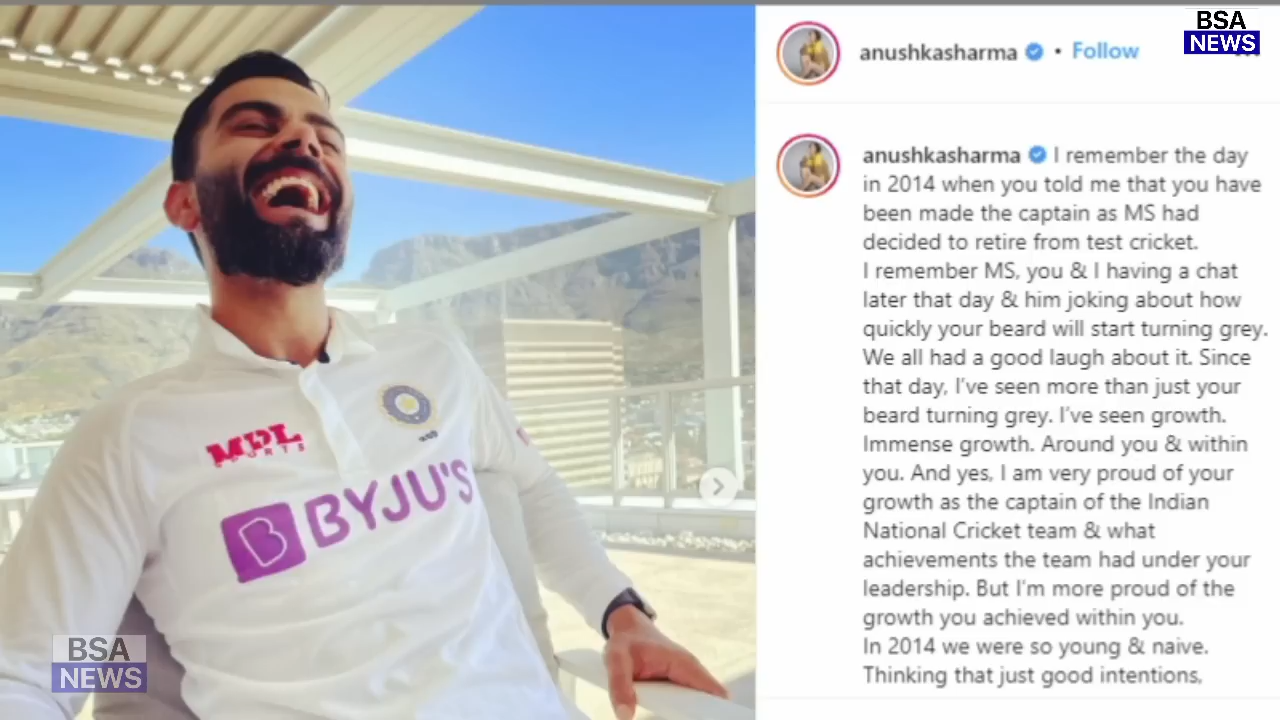 BSA
NEWS
anushkasharma • Follow
anushkasharma I remember the day
in 2014 when you told me that you have
been made the captain as MS had
decided to retire from test cricket.
I remember MS, you & I having a chat
later that day & him joking about how
quickly your beard will start turning grey.
We all had a good laugh about it. Since
that day, I've seen more than just your
beard turning grey. I've seen growth.
Immense growth. Around you & within
you. And yes, I am very proud of your
growth as the captain of the Indian
National Cricket team & what
achievements the team had under your
leadership. But I'm more proud of the
growth you achieved within you.
In 2014 we were so young & naive.
Thinking that just good intentions,
MPL
SPORTS
BYJU'S
BSA
NEWS